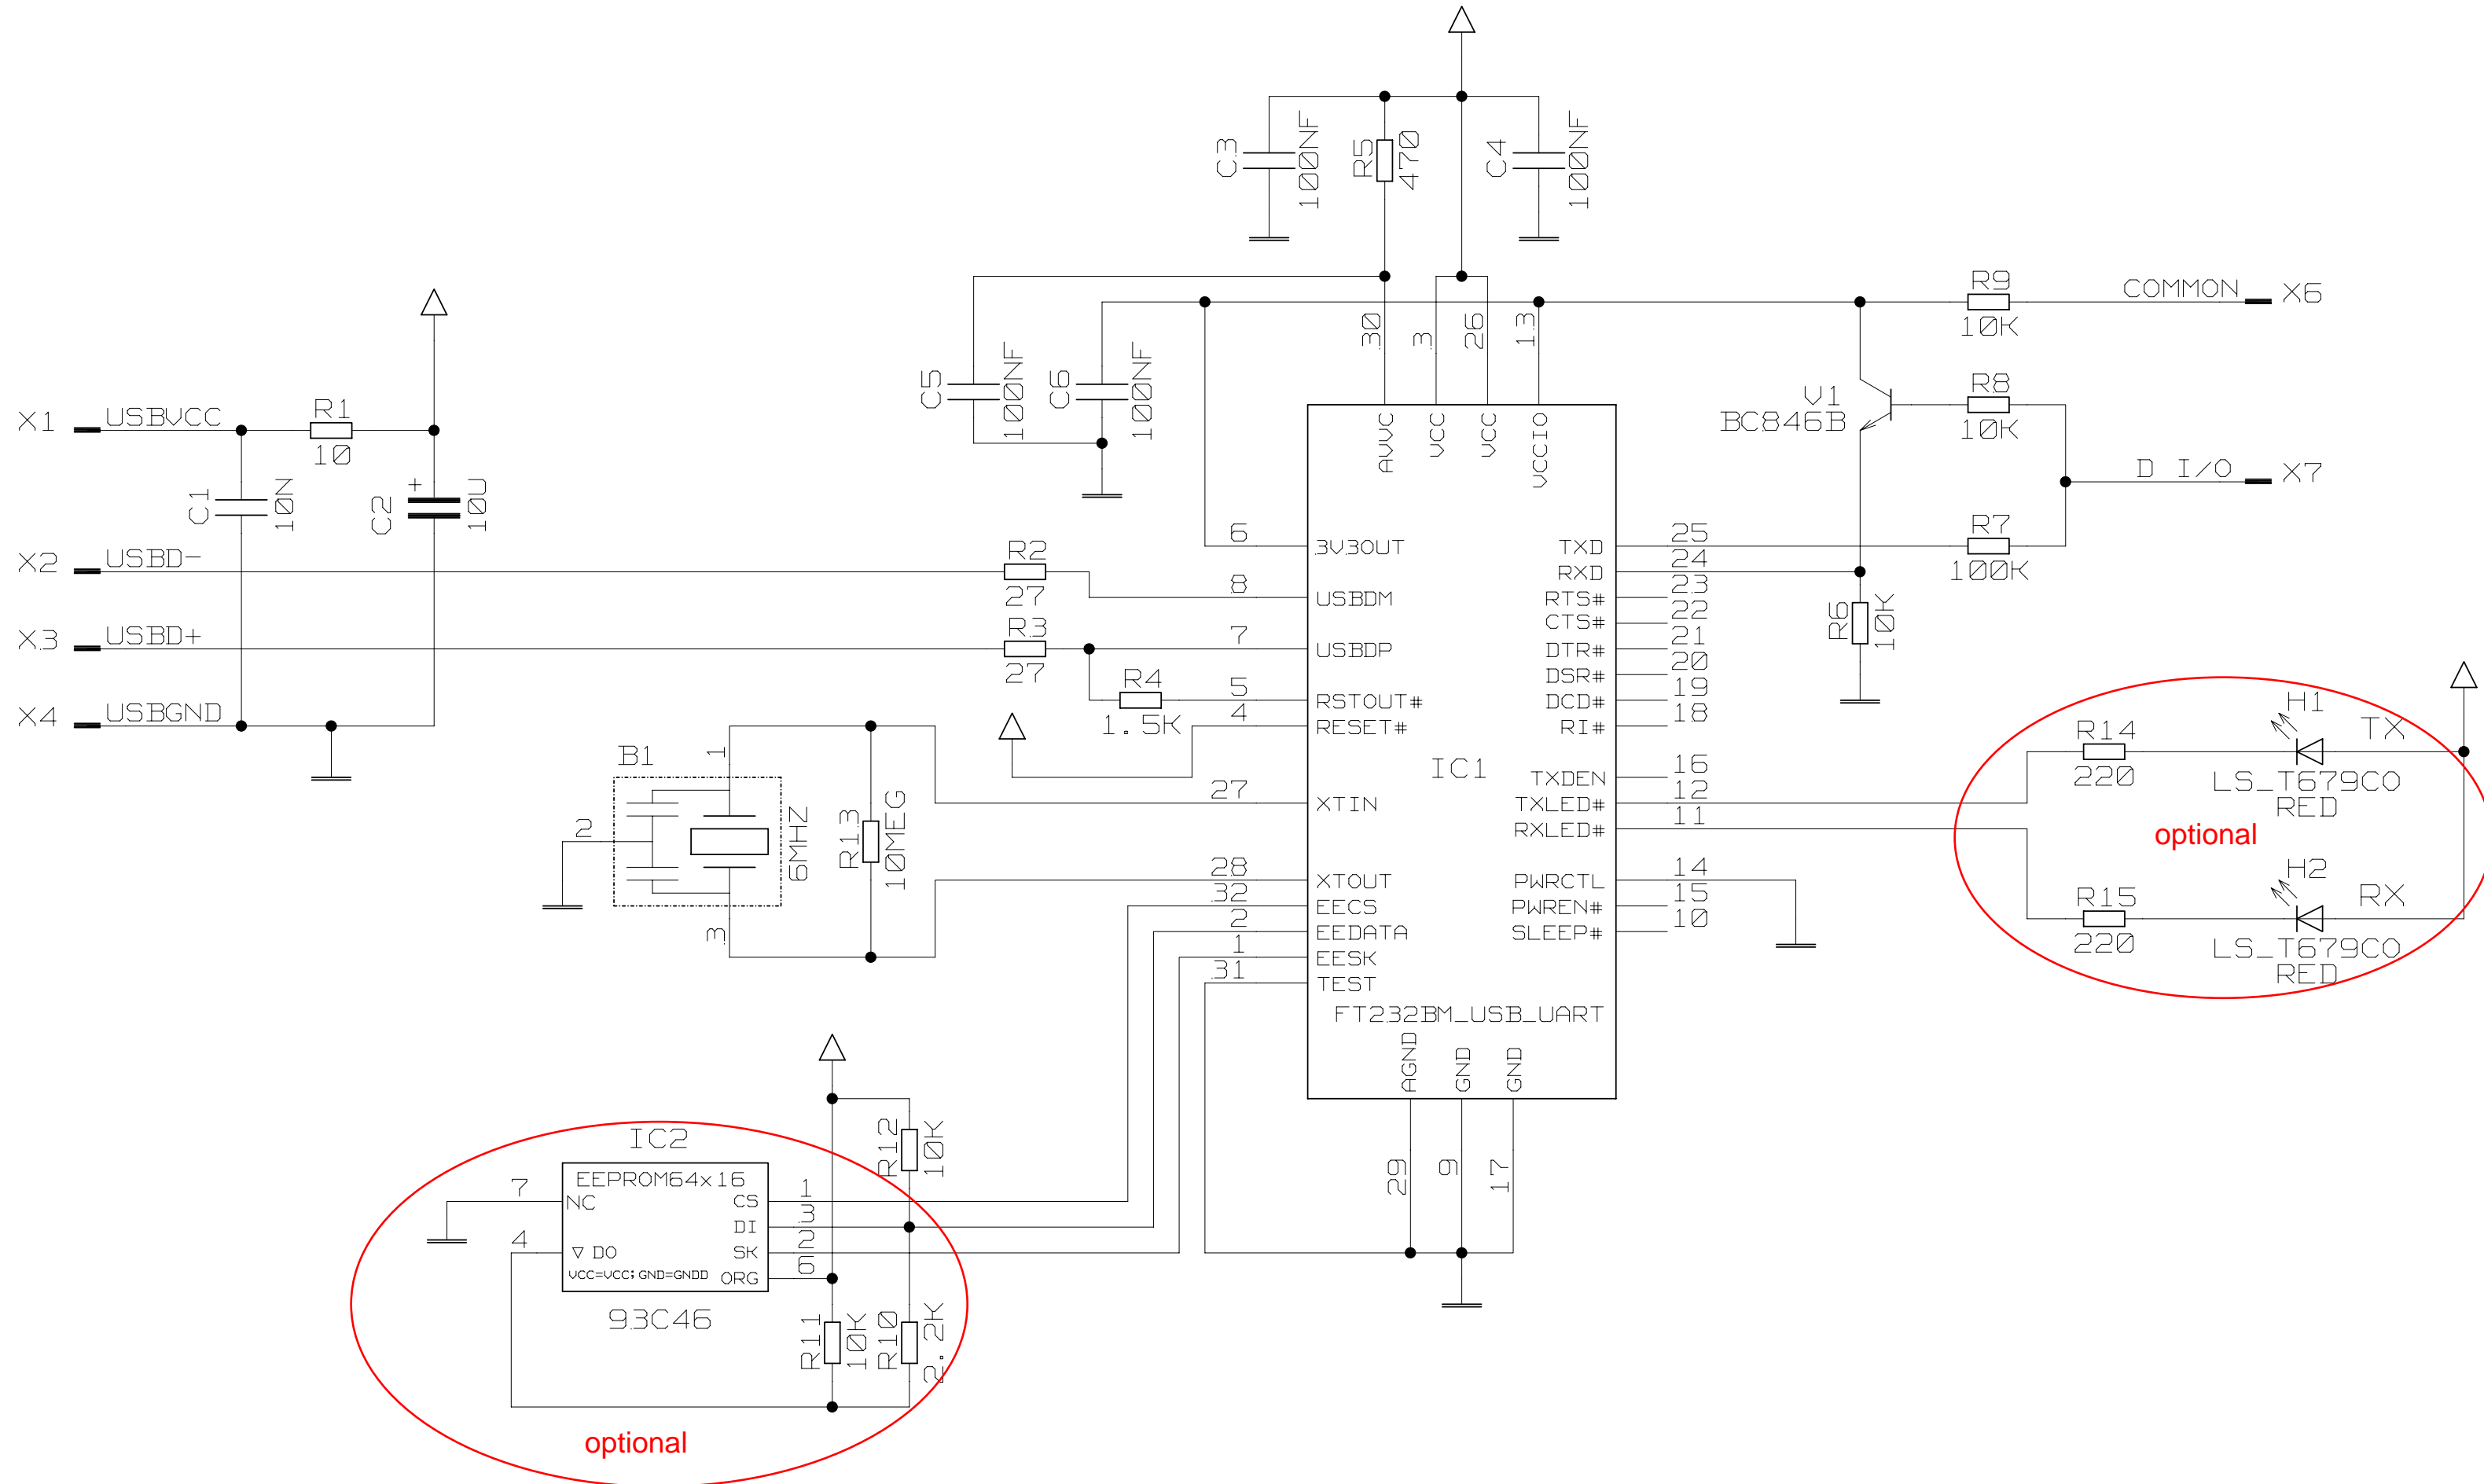 C3
100NF
R5
470
C4
100NF
R9
COMMON
X6
10K
30
3
26
13
C5
100NF
C6
100NF
V1
BC846B
R8
10K
X1
USBVCC
R1
10
AVVC
VCC
VCC
VCCIO
D I/O
X7
C1
10N
C2
+
10U
X2
USBD-
R2
27
6
3V3OUT
TXD
25
R7
100K
8
USBDM
RXD
24
RTS#
23
X3
USBD+
R3
27
7
USBDP
CTS#
22
DTR#
21
R6
10K
R4
1.5K
5
RSTOUT#
DSR#
20
DCD#
19
X4
USBGND
4
RESET#
RI#
18
R14
220
H1
TX
LS_T679CO
RED
B1
1
2
3
6MHZ
R13
10MEG
IC1
27
XTIN
TXDEN
16
TXLED#
12
RXLED#
11
optional
28
XTOUT
PWRCTL
14
32
EECS
PWREN#
15
2
EEDATA
SLEEP#
10
R15
220
H2
RX
LS_T679CO
RED
1
EESK
31
TEST
FT232BM_USB_UART
AGND
GND
GND
29
9
17
IC2
R12
10K
EEPROM64x16
7
NC
CS
1
DI
3
4
▽ DO
SK
2
VCC=VCC;GND=GNDD
ORG
6
93C46
R11
10K
R10
2.2K
optional